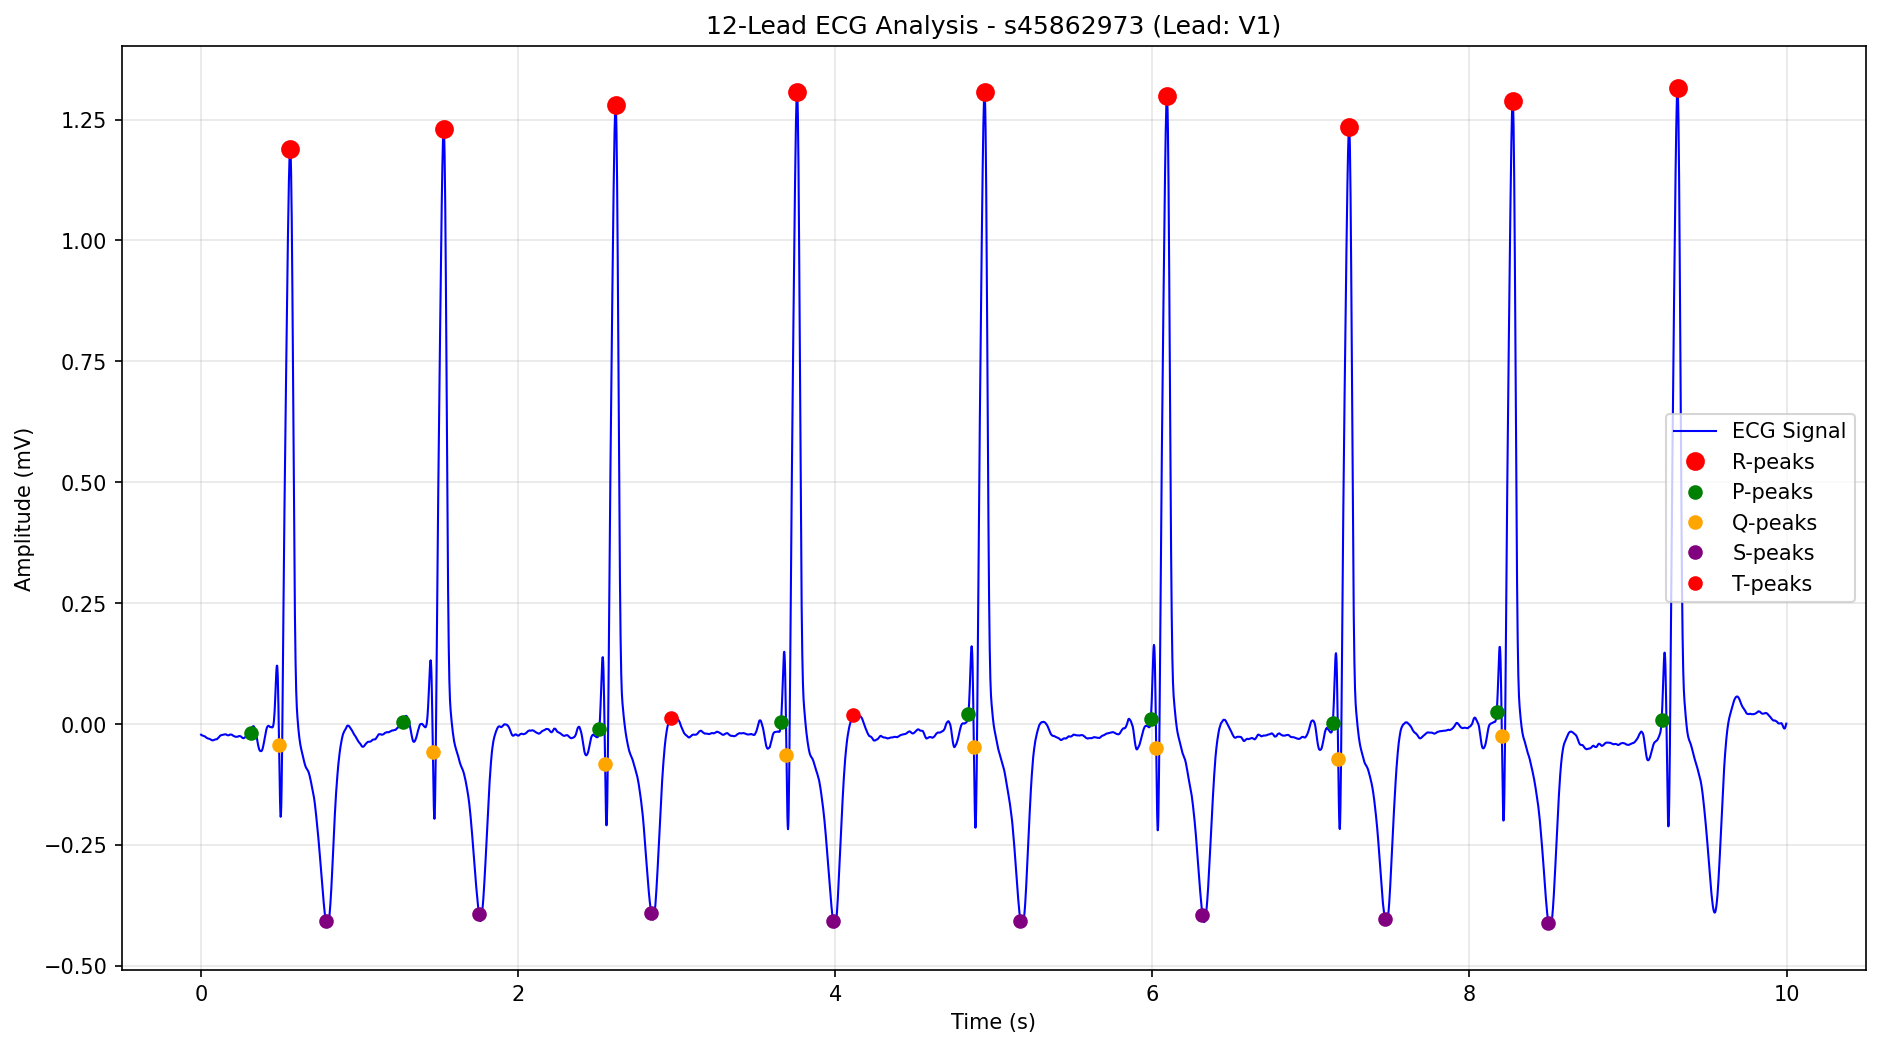 12-Lead ECG Analysis - s45862973 (Lead: V1)
Amplitude (mV)
1.25
1.00
0.75
0.50
0.25
0.00
−0.25
−0.50
ECG Signal
R-peaks
P-peaks
Q-peaks
S-peaks
T-peaks
0 2 4 6 8 10
Time (s)